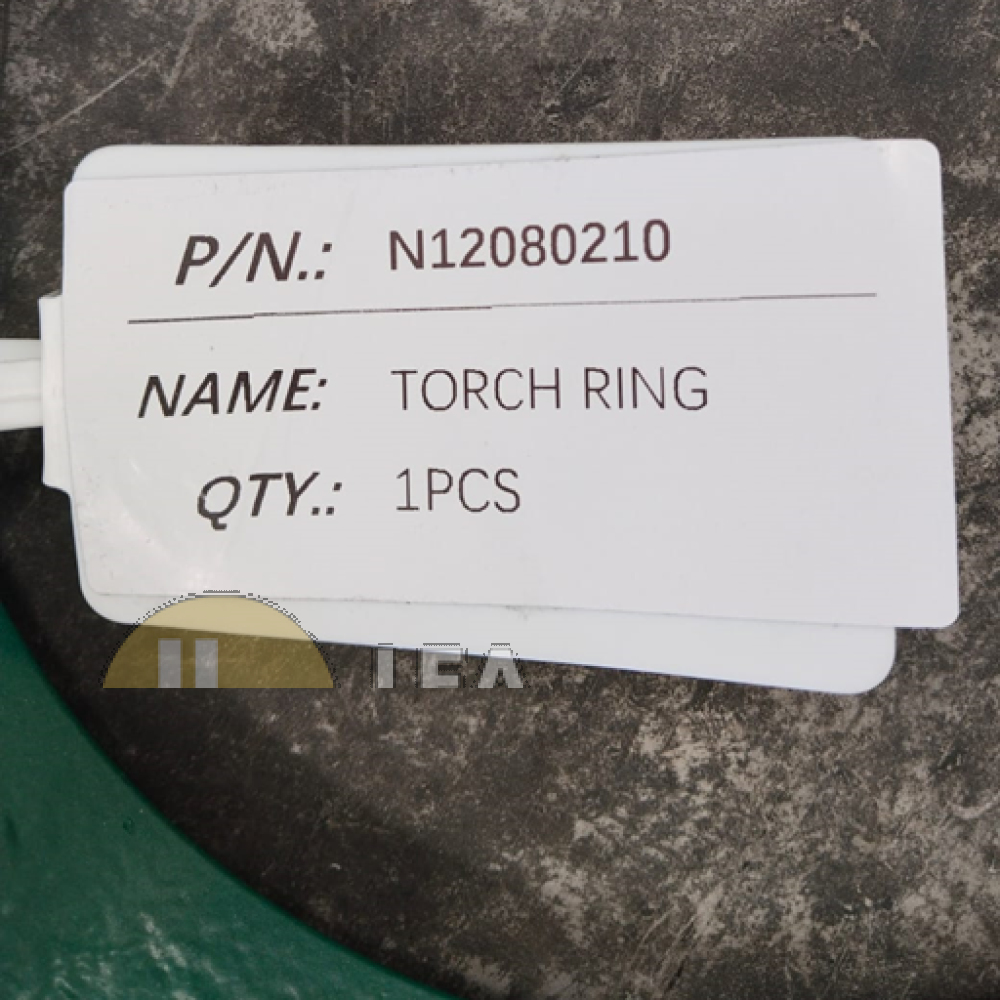 P/N.: N12080210
NAME: TORCH RING
QTY.: 1PCS